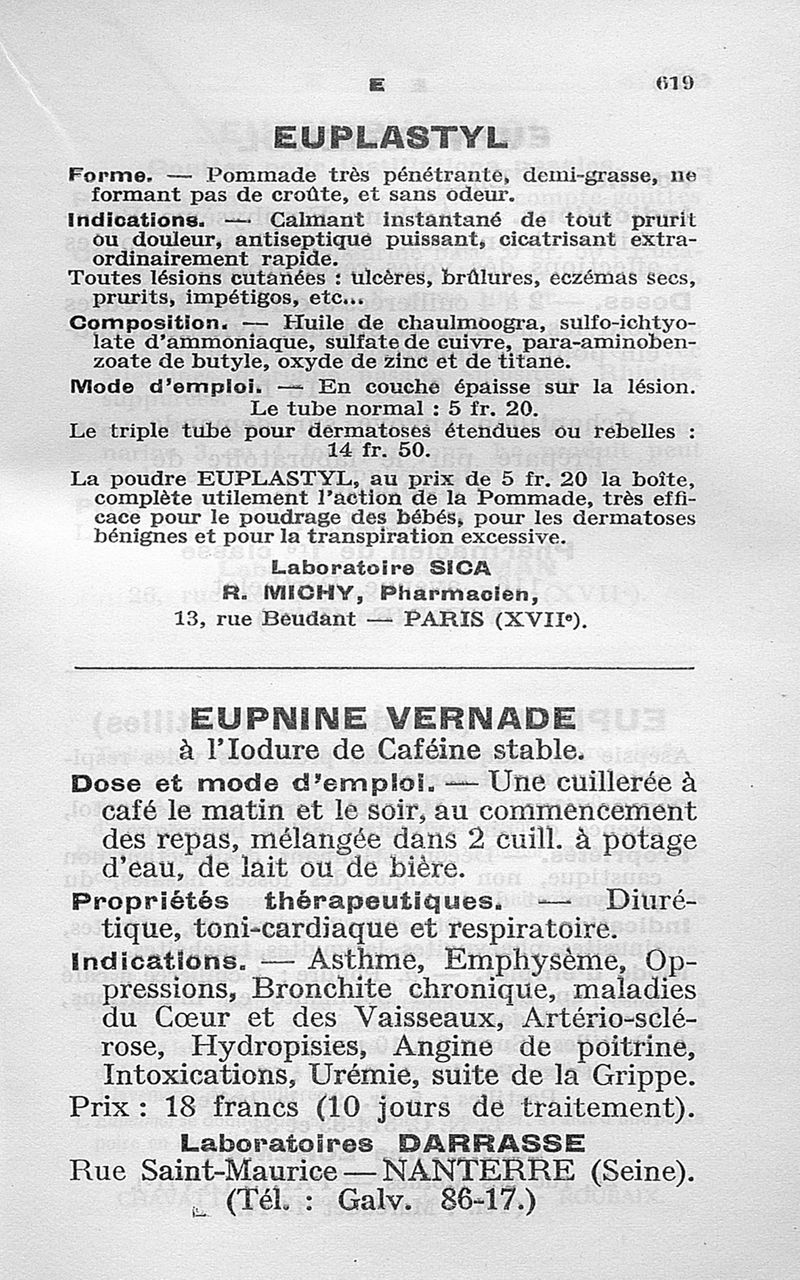 E
619
EUPLASTYL
Forme. — Pommade très pénétrante, demi-grasse, ne
formant pas de croûte, et sans odeur.
Indications. — Calmant instantané de tout prurit
ou douleur, antiseptique puissant, cicatrisant extra-
ordinairement rapide.
Toutes lésions cutanées : ulcères, brûlures, eczémas secs,
prurits, impétigos, etc...
Composition. — Huile de chaulmoogra, sulfo-ichtyo-
late d'ammoniaque, sulfate de cuivre, para-aminoben-
zoate de butyle, oxyde de zinc et de titane.
Mode d'emploi. — En couche épaisse sur la lésion.
Le tube normal : 5 fr. 20.
Le triple tube pour dermatoses étendues ou rebelles :
14 fr. 50.
La poudre EUPLASTYL, au prix de 5 fr. 20 la boîte,
complète utilement l'action de la Pommade, très effi-
cace pour le poudrage des bébés, pour les dermatoses
bénignes et pour la transpiration excessive.
Laboratoire SICA
R. MICHY, Pharmacien,
13, rue Beudant — PARIS (XVIIe).
EUPNINE VERNADE
à l'Iodure de Caféine stable.
Dose et mode d'emploi. — Une cuillerée à
café le matin et le soir, au commencement
des repas, mélangée dans 2 cuill. à potage
d'eau, de lait ou de bière.
Propriétés thérapeutiques. — Diuré-
tique, toni-cardiaque et respiratoire.
Indications. — Asthme, Emphysème, Op-
pressions, Bronchite chronique, maladies
du Cœur et des Vaisseaux, Artério-sclé-
rose, Hydropisies, Angine de poitrine,
Intoxications, Urémie, suite de la Grippe.
Prix : 18 francs (10 jours de traitement).
Laboratoires DARRASSE
Rue Saint-Maurice — NANTERRE (Seine).
(Tél. : Galv. 86-17.)